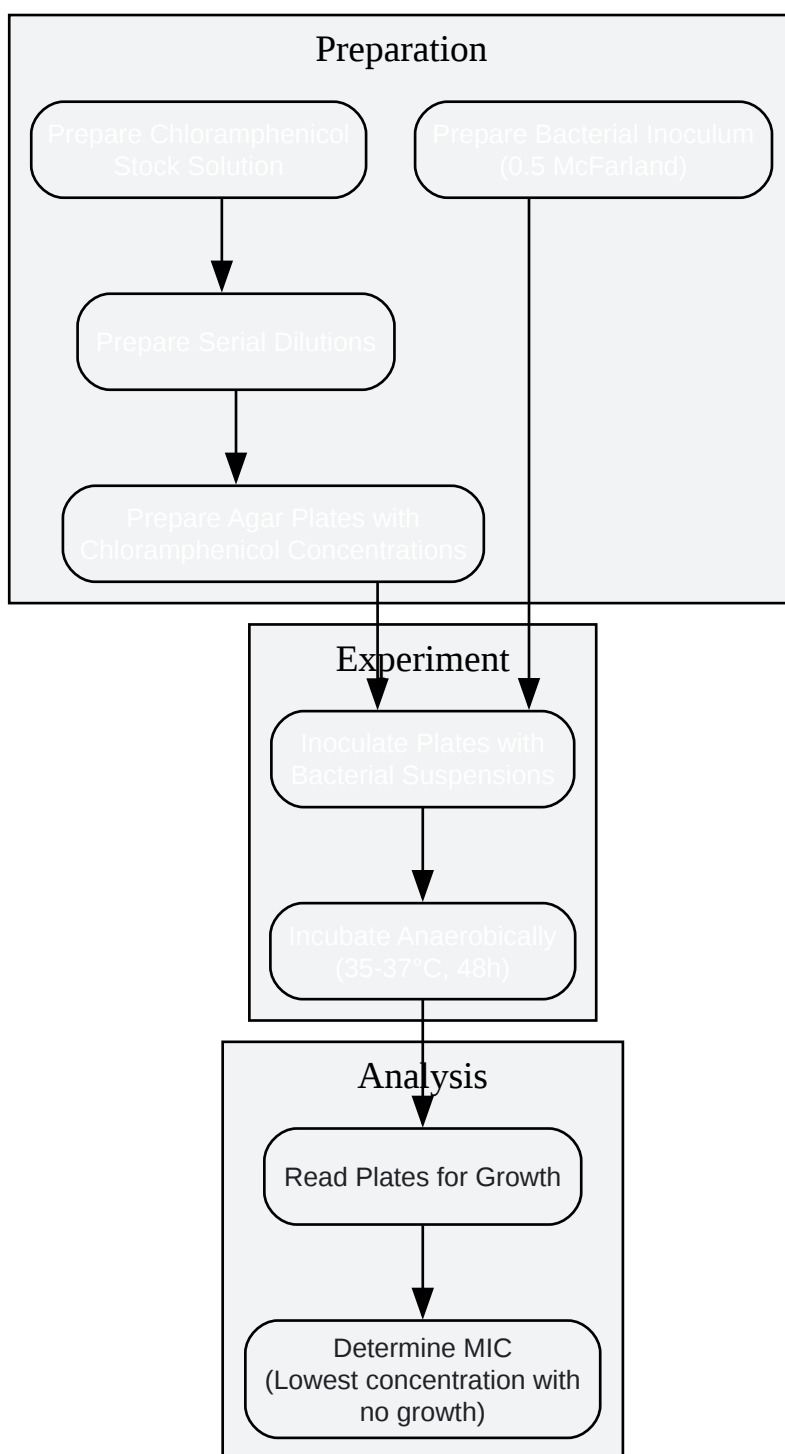 Preparation
Prepare Chloramphenicol
Stock Solution
Prepare Bacterial Inoculum
(0.5 McFarland)
Prepare Serial Dilutions
Prepare Agar Plates with
Chloramphenicol Concentrations
Experiment
Inoculate Plates with
Bacterial Suspensions
Incubate Anaerobically
(35-37°C, 48h)
Analysis
Read Plates for Growth
Determine MIC
(Lowest concentration with
no growth)